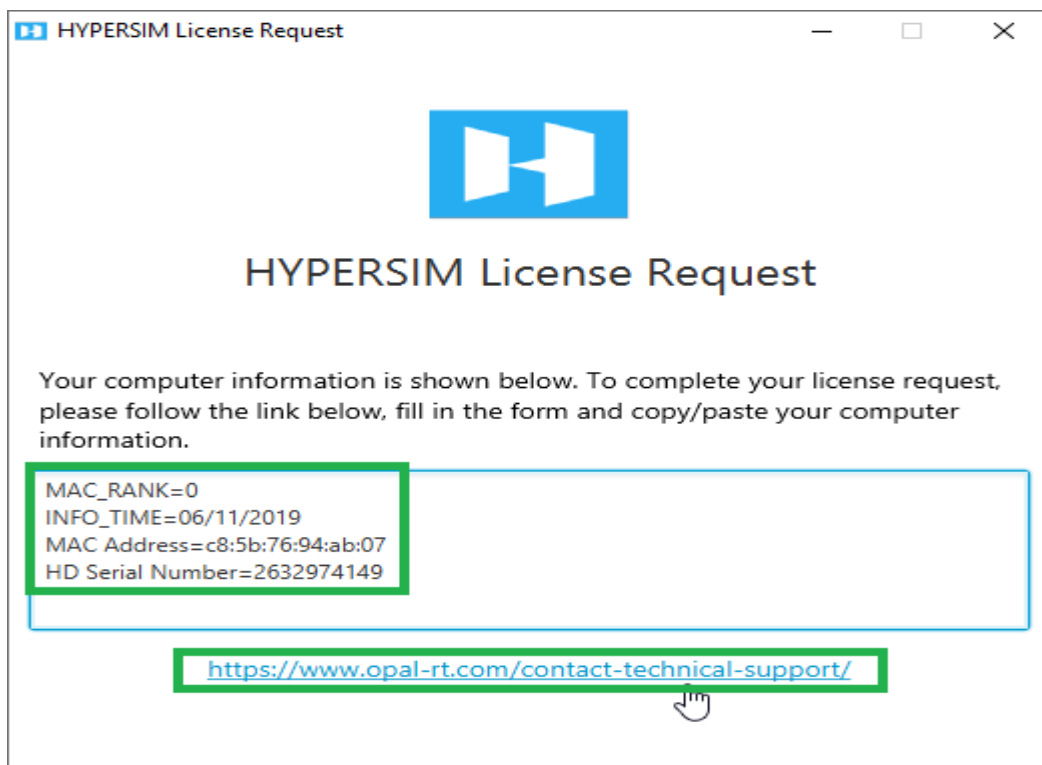 HYPERSIM License Request
HYPERSIM License Request
Your computer information is shown below. To complete your license request,
please follow the link below, fill in the form and copy/paste your computer
information.
MAC_RANK=0
INFO_TIME=06/11/2019
MAC Address=c8:5b:76:94:ab:07
HD Serial Number=2632974149
https://www.opal-rt.com/contact-technical-support/